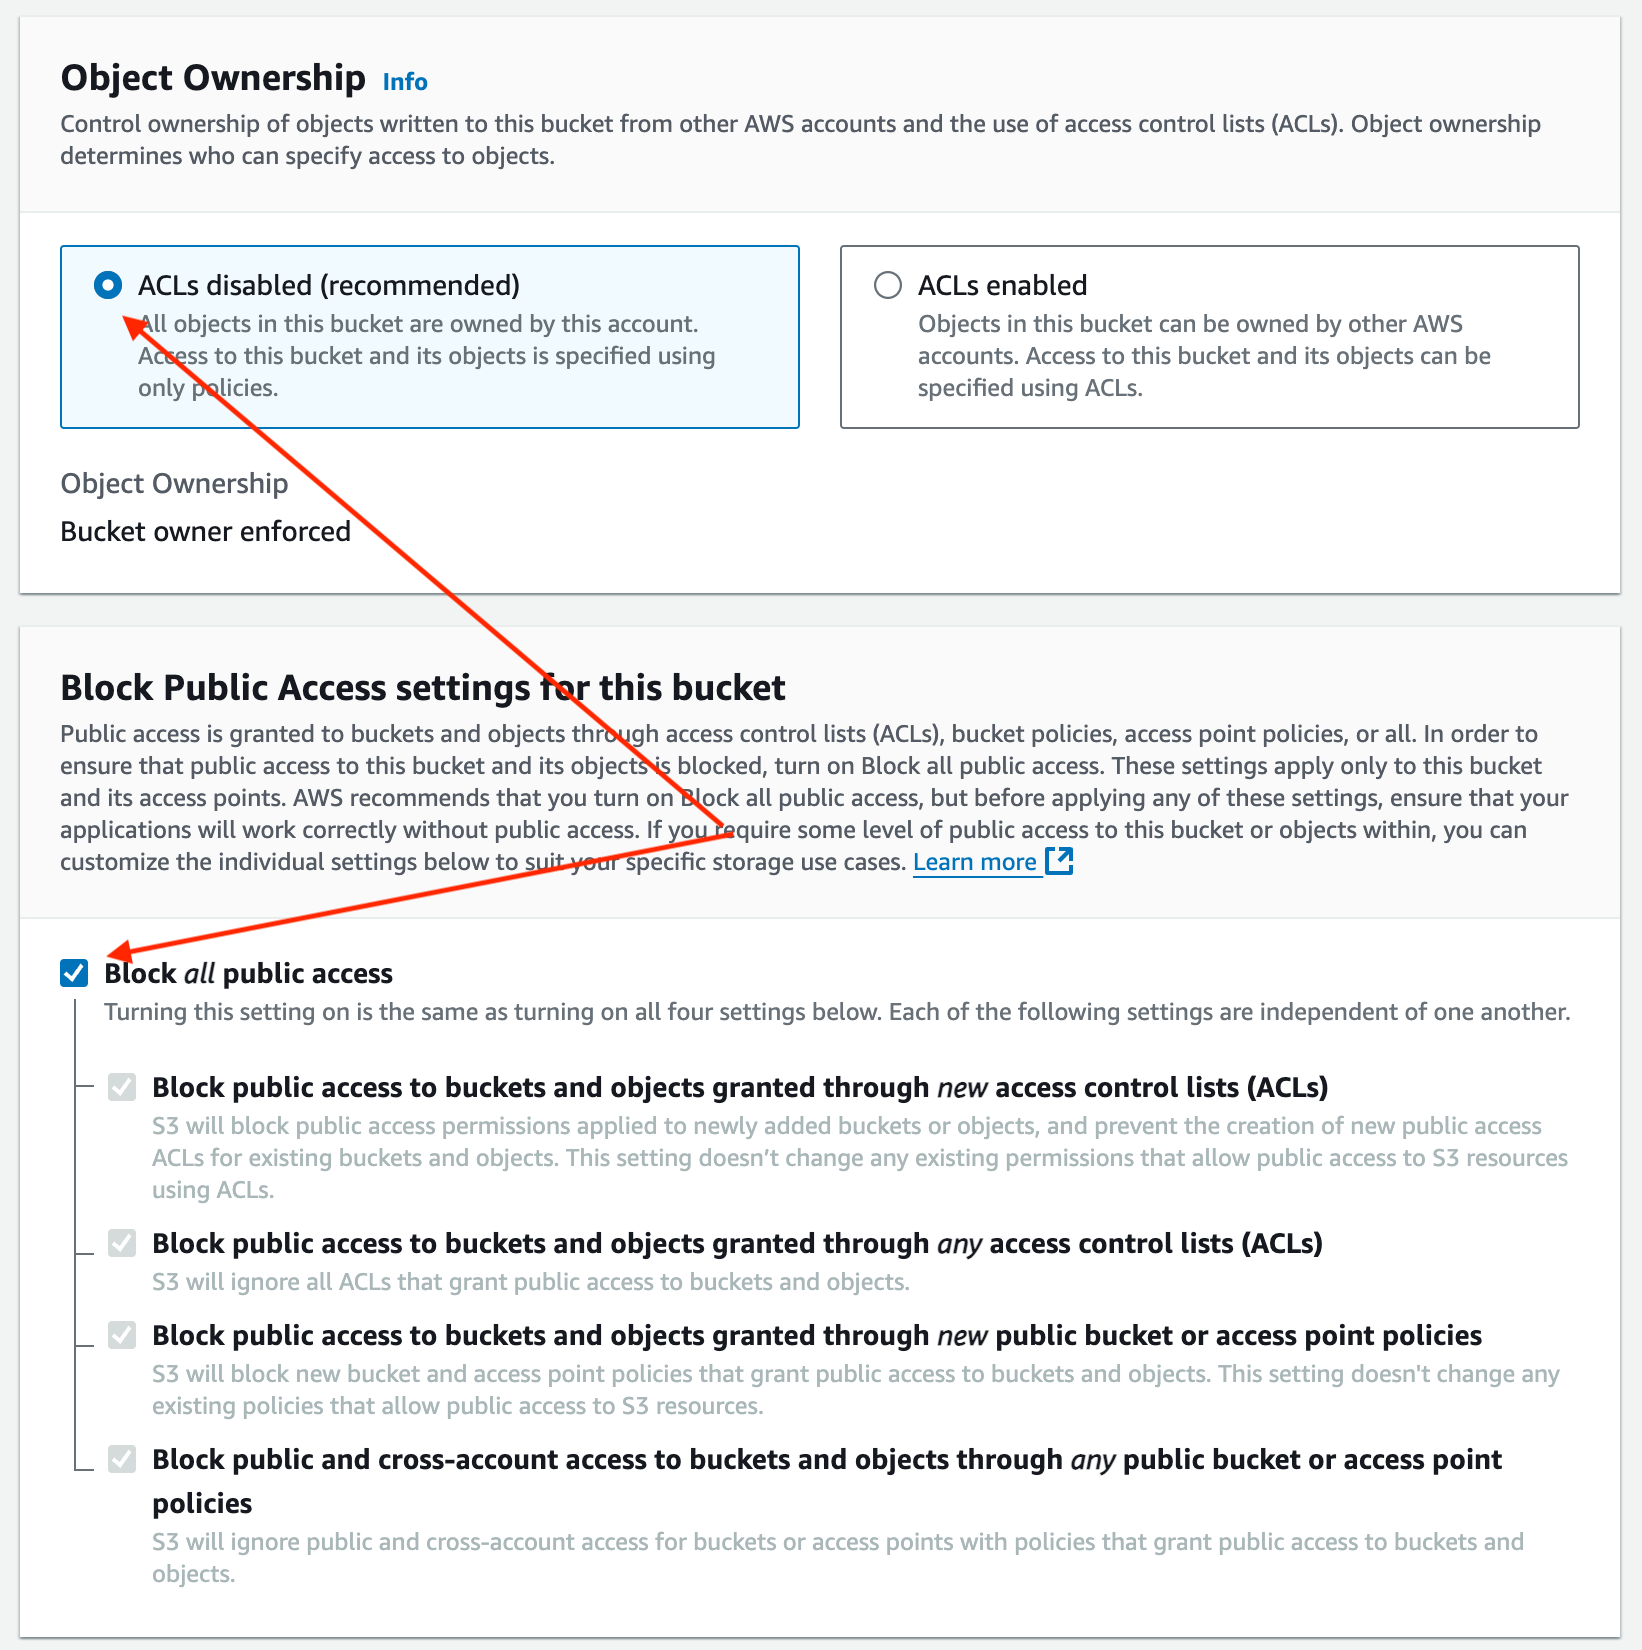 Object Ownership Info
Control ownership of objects written to this bucket from other AWS accounts and the use of access control lists (ACLs). Object ownership
determines who can specify access to objects.
ACLs disabled (recommended)
All objects in this bucket are owned by this account.
Access to this bucket and its objects is specified using
only policies.
ACLs enabled
Objects in this bucket can be owned by other AWS
accounts. Access to this bucket and its objects can be
specified using ACLs.
Object Ownership
Bucket owner enforced
Block Public Access settings for this bucket
Public access is granted to buckets and objects through access control lists (ACLs), bucket policies, access point policies, or all. In order to
ensure that public access to this bucket and its objects is blocked, turn on Block all public access. These settings apply only to this bucket
and its access points. AWS recommends that you turn on Block all public access, but before applying any of these settings, ensure that your
applications will work correctly without public access. If you require some level of public access to this bucket or objects within, you can
customize the individual settings below to suit your specific storage use cases. Learn more
Block all public access
Turning this setting on is the same as turning on all four settings below. Each of the following settings are independent of one another.
Block public access to buckets and objects granted through new access control lists (ACLs)
S3 will block public access permissions applied to newly added buckets or objects, and prevent the creation of new public access
ACLs for existing buckets and objects. This setting doesn’t change any existing permissions that allow public access to S3 resources
using ACLs.
Block public access to buckets and objects granted through any access control lists (ACLs)
S3 will ignore all ACLs that grant public access to buckets and objects.
Block public access to buckets and objects granted through new public bucket or access point policies
S3 will block new bucket and access point policies that grant public access to buckets and objects. This setting doesn't change any
existing policies that allow public access to S3 resources.
Block public and cross-account access to buckets and objects through any public bucket or access point
policies
S3 will ignore public and cross-account access for buckets or access points with policies that grant public access to buckets and
objects.